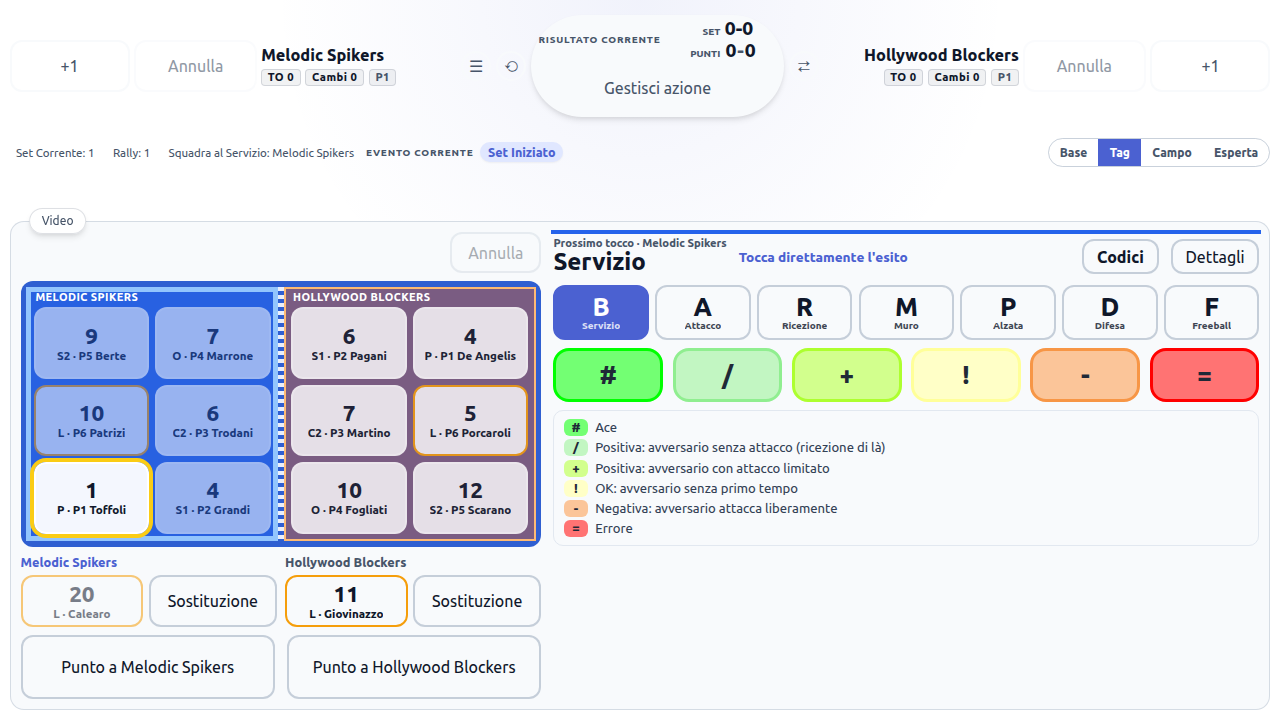 +1
Annulla
Melodic Spikers
TO 0 Cambi 0 P1
RISULTATO CORRENTE
SET 0-0
PUNTI 0-0
Gestisci azione
Hollywood Blockers
TO 0 Cambi 0 P1
Annulla
+1
Set Corrente: 1 Rally: 1 Squadra al Servizio: Melodic Spikers EVENTO CORRENTE Set Iniziato
Base Tag Campo Esperta
Video
Annulla
MELODIC SPIKERS
9
S2 · P5 Berte
7
O · P4 Marrone
10
L · P6 Patrizi
6
C2 · P3 Trodani
1
P · P1 Toffoli
4
S1 · P2 Grandi
HOLLYWOOD BLOCKERS
6
S1 · P2 Pagani
4
P · P1 De Angelis
7
C2 · P3 Martino
5
L · P6 Porcaroli
10
O · P4 Fogliati
12
S2 · P5 Scarano
Melodic Spikers
20
L · Calearo
Sostituzione
Hollywood Blockers
11
L · Giovinazzo
Sostituzione
Punto a Melodic Spikers
Punto a Hollywood Blockers
Prossimo tocco · Melodic Spikers
Servizio
Tocca direttamente l'esito
Codici
Dettagli
B
Servizio
A
Attacco
R
Ricezione
M
Muro
P
Alzata
D
Difesa
F
Freeball
# / + ! - =
# Ace
/ Positiva: avversario senza attacco (ricezione di là)
+ Positiva: avversario con attacco limitato
! OK: avversario senza primo tempo
- Negativa: avversario attacca liberamente
= Errore